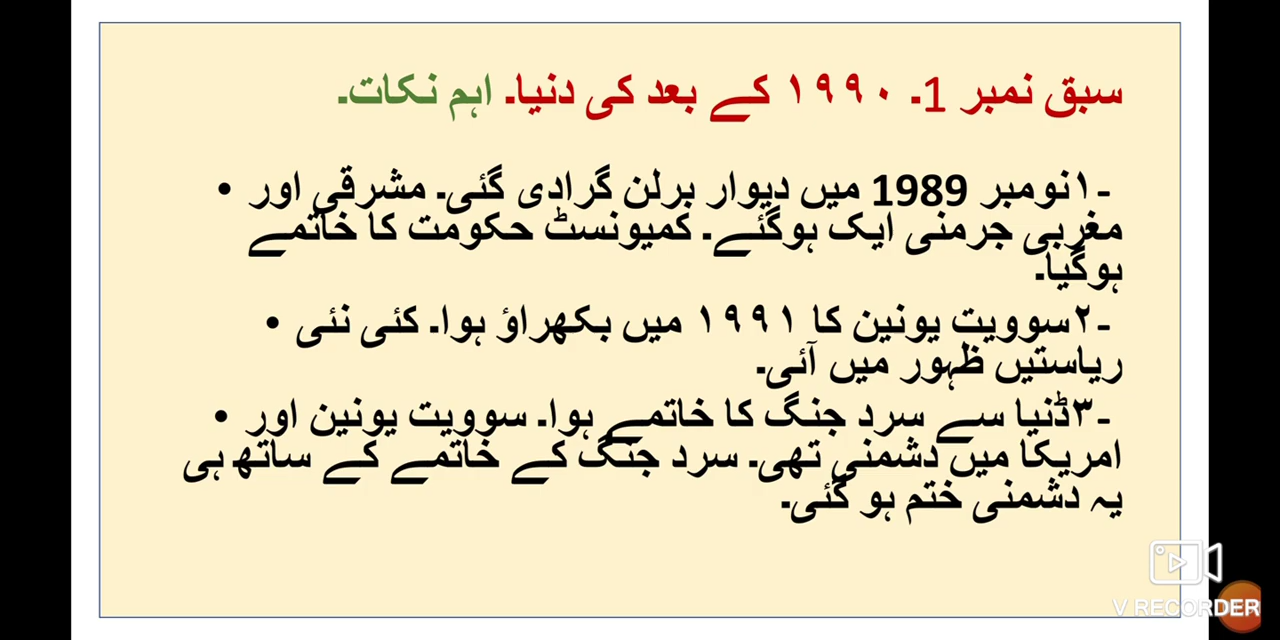 سبق نمبر 1۔ ۱۹۹۰ کے بعد کی دنیا۔ اہم نکات۔
• -۱نومبر 1989 میں دیوار برلن گرادی گئی۔ مشرقی اور
مغربی جرمنی ایک ہوگئے۔ کمیونسٹ حکومت کا خاتمے
ہوگیا۔
• -۲سوویت یونین کا ۱۹۹۱ میں بکھراؤ ہوا۔ کئی نئی
ریاستیں ظہور میں آئی۔
• -۳ڈنیا سے سرد جنگ کا خاتمے ہوا۔ سوویت یونین اور
امریکا میں دشمنی تھی۔ سرد جنگ کے خاتمے کے ساتھ ہی
یہ دشمنی ختم ہو گئی۔
V RECORDER